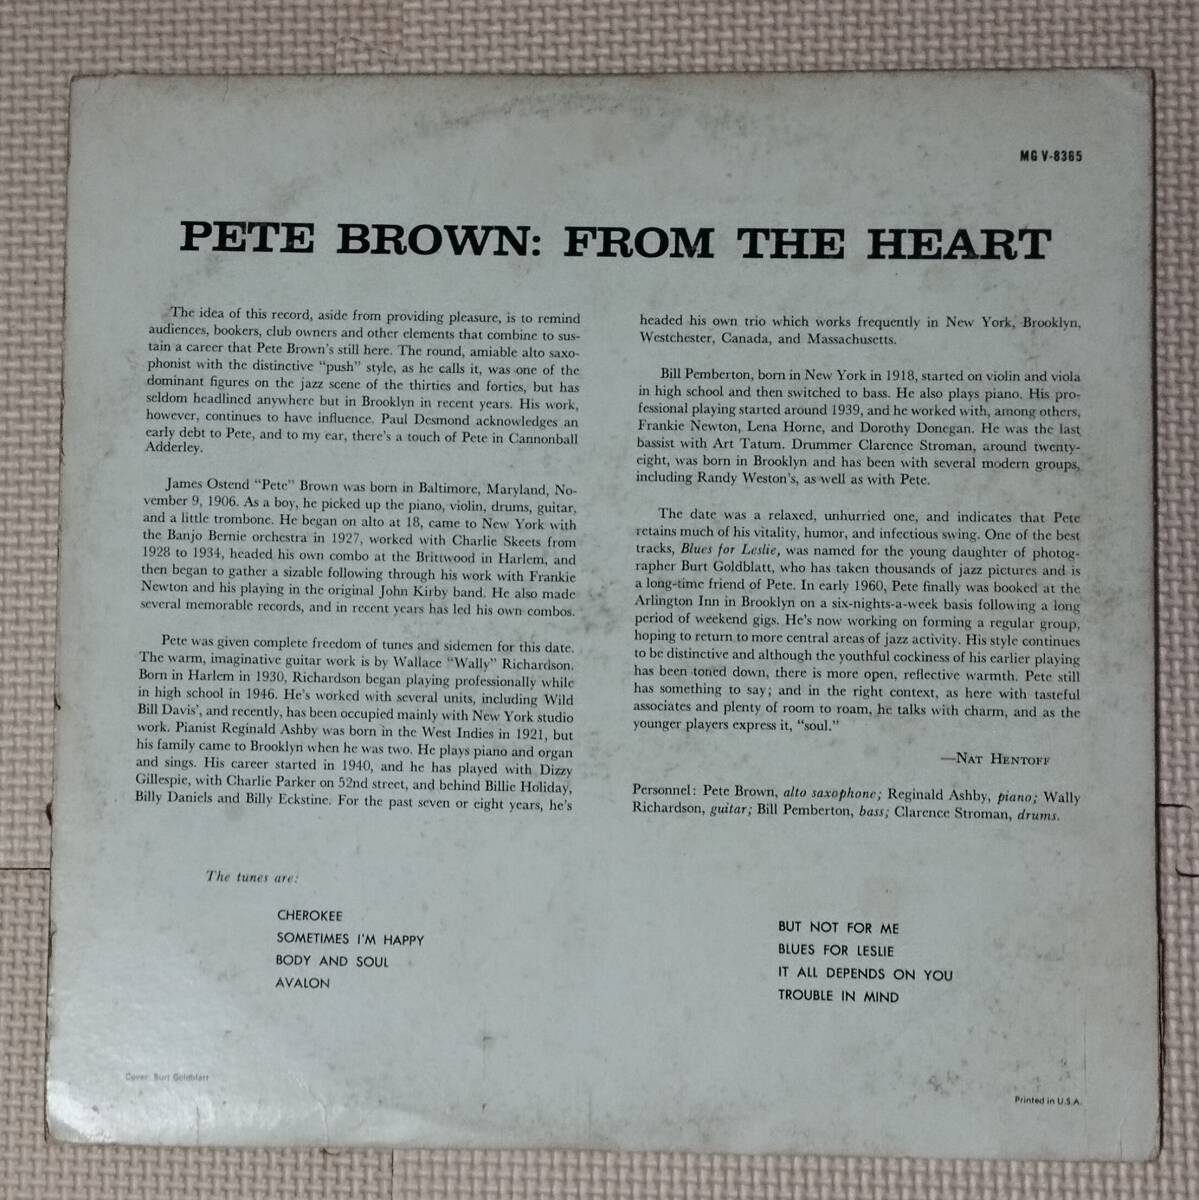 MG V-8365
PETE BROWN: FROM THE HEART
The idea of this record, aside from providing pleasure, is to remind
audiences, bookers, club owners and other elements that combine to sus-
tain a career that Pete Brown's still here. The round, amiable alto saxo-
phonist with the distinctive "push" style, as he calls it, was one of the
dominant figures on the jazz scene of the thirties and forties, but has
seldom headlined anywhere but in Brooklyn in recent years. His work,
however, continues to have influence. Paul Desmond acknowledges an
early debt to Pete, and to my ear, there's a touch of Pete in Cannonball
Adderley.
James Ostend "Pete" Brown was born in Baltimore, Maryland, No-
vember 9, 1906. As a boy, he picked up the piano, violin, drums, guitar,
and a little trombone. He began on alto at 18, came to New York with
the Banjo Bernie orchestra in 1927, worked with Charlie Skeets from
1928 to 1934, headed his own combo at the Brittwood in Harlem, and
then began to gather a sizable following through his work with Frankie
Newton and his playing in the original John Kirby band. He also made
several memorable records, and in recent years has led his own combos.
Pete was given complete freedom of tunes and sidemen for this date.
The warm, imaginative guitar work is by Wallace "Wally" Richardson.
Born in Harlem in 1930, Richardson began playing professionally while
in high school in 1946. He's worked with several units, including Wild
Bill Davis', and recently, has been occupied mainly with New York studio
work. Pianist Reginald Ashby was born in the West Indies in 1921, but
his family came to Brooklyn when he was two. He plays piano and organ
and sings. His career started in 1940, and he has played with Dizzy
Gillespie, with Charlie Parker on 52nd street, and behind Billie Holiday,
Billy Daniels and Billy Eckstine. For the past seven or eight years, he's
headed his own trio which works frequently in New York, Brooklyn,
Westchester, Canada, and Massachusetts.
Bill Pemberton, born in New York in 1918, started on violin and viola
in high school and then switched to bass. He also plays piano. His pro-
fessional playing started around 1939, and he worked with, among others,
Frankie Newton, Lena Horne, and Dorothy Donegan. He was the last
bassist with Art Tatum. Drummer Clarence Stroman, around twenty-
eight, was born in Brooklyn and has been with several modern groups,
including Randy Weston's, as well as with Pete.
The date was a relaxed, unhurried one, and indicates that Pete
retains much of his vitality, humor, and infectious swing. One of the best
tracks, Blues for Leslie, was named for the young daughter of photog-
rapher Burt Goldblatt, who has taken thousands of jazz pictures and is
a long-time friend of Pete. In early 1960, Pete finally was booked at the
Arlington Inn in Brooklyn on a six-nights-a-week basis following a long
period of weekend gigs. He's now working on forming a regular group,
hoping to return to more central areas of jazz activity. His style continues
to be distinctive and although the youthful cockiness of his earlier playing
has been toned down, there is more open, reflective warmth. Pete still
has something to say; and in the right context, as here with tasteful
associates and plenty of room to roam, he talks with charm, and as the
younger players express it, "soul."
—NAT HENTOFF
Personnel: Pete Brown, alto saxophone; Reginald Ashby, piano; Wally
Richardson, guitar; Bill Pemberton, bass; Clarence Stroman, drums.
The tunes are:
CHEROKEE
SOMETIMES I'M HAPPY
BODY AND SOUL
AVALON
BUT NOT FOR ME
BLUES FOR LESLIE
IT ALL DEPENDS ON YOU
TROUBLE IN MIND
Cover: Burt Goldblatt
Printed in U.S.A.